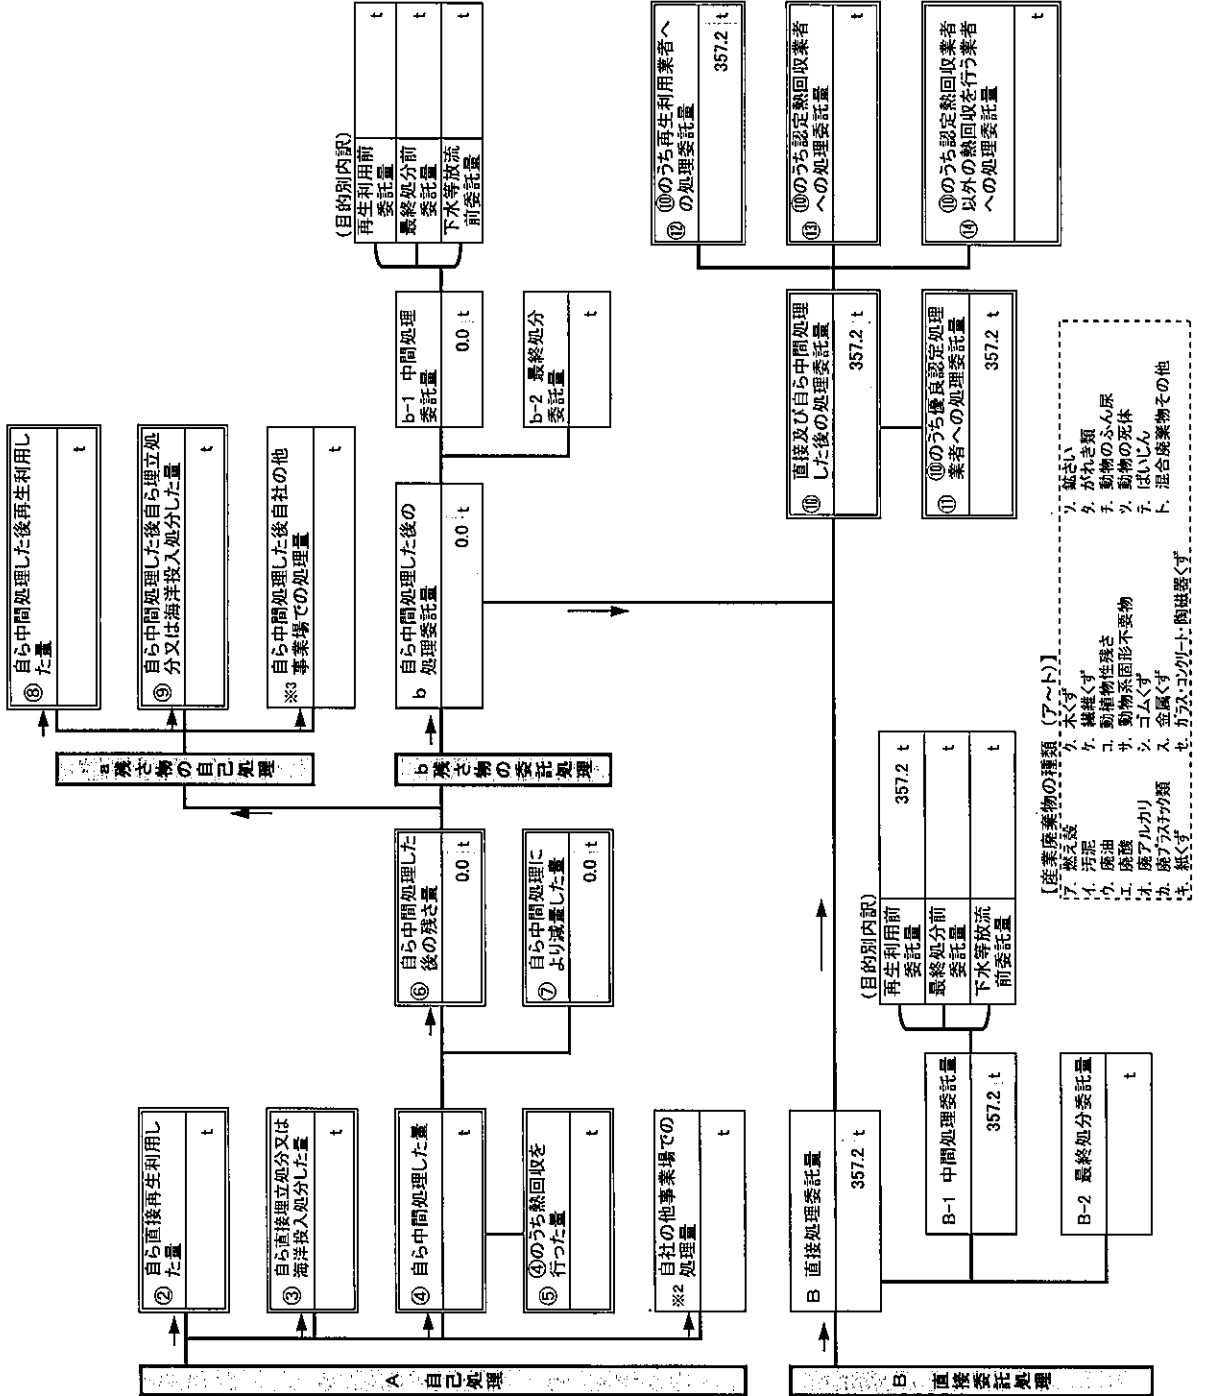 A 自己処理
② 自ら直接再生利用し
た量
t
③ 自ら直接埋立処分又は
海洋投入処分した量
t
④ 自ら中間処理した量
t
⑤ ④のうち熱回収を
行った量
t
※2 自社の他事業場での
処理量
t
⑥ 自ら中間処理した
後の残さ量
0.0 t
⑦ 自ら中間処理に
より減量した量
0.0 t
a 残さ物の自己処理
⑧ 自ら中間処理した後再生利用し
た量
t
⑨ 自ら中間処理した後自ら埋立処
分又は海洋投入処分した量
t
※3 自ら中間処理した後自社の他
事業場での処理量
t
b 残さ物の委託処理
b 自ら中間処理した後の
処理委託量
0.0 t
b-1 中間処理
委託量
0.0 t
b-2 最終処分
委託量
t
(目的別内訳)
再生利用前
委託量
t
最終処分前
委託量
t
下水等放流
前委託量
t
B 直接委託処理
B 直接処理委託量
357.2 t
B-1 中間処理委託量
357.2 t
B-2 最終処分委託量
t
(目的別内訳)
再生利用前
委託量
357.2 t
最終処分前
委託量
t
下水等放流
前委託量
t
⑩ 直接及び自ら中間処理
した後の処理委託量
357.2 t
⑪ ⑩のうち優良認定処理
業者への処理委託量
357.2 t
⑫ ⑩のうち再生利用業者へ
の処理委託量
357.2 t
⑬ ⑩のうち認定熱回収業者
への処理委託量
t
⑭ ⑩のうち認定熱回収業者
以外の熱回収を行う業者
への処理委託量
t
【産業廃棄物の種類 (ア~ト)】
ア. 燃え殻
イ. 汚泥
ウ. 廃油
エ. 廃酸
オ. 廃アルカリ
カ. 廃プラスチック類
キ. 紙くず
ク. 木くず
ケ. 繊維くず
コ. 動植物性残さ
サ. 動物系固形不要物
シ. ゴムくず
ス. 金属くず
セ. ガラス・コンクリート・陶磁器くず
ソ. 鉱さい
タ. がれき類
チ. 動物のふん尿
ツ. 動物の死体
テ. ばいじん
ト. 混合廃棄物その他